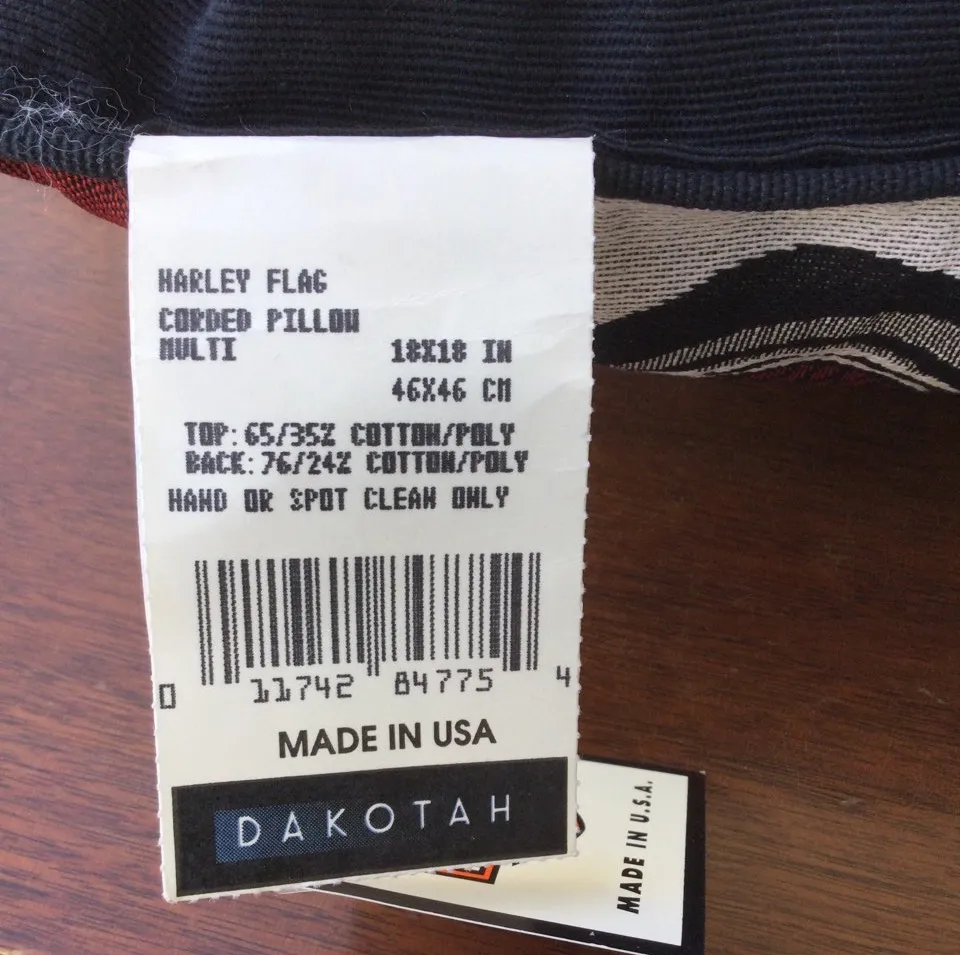 HARLEY FLAG
CORDED PILLOW
MULTI 18X18 IN
46X46 CM
TOP: 65/35% COTTON/POLY
BACK: 76/24% COTTON/POLY
HAND OR SPOT CLEAN ONLY
0 11742 84775 4
MADE IN USA
DAKOTAH
MADE IN U.S.A.